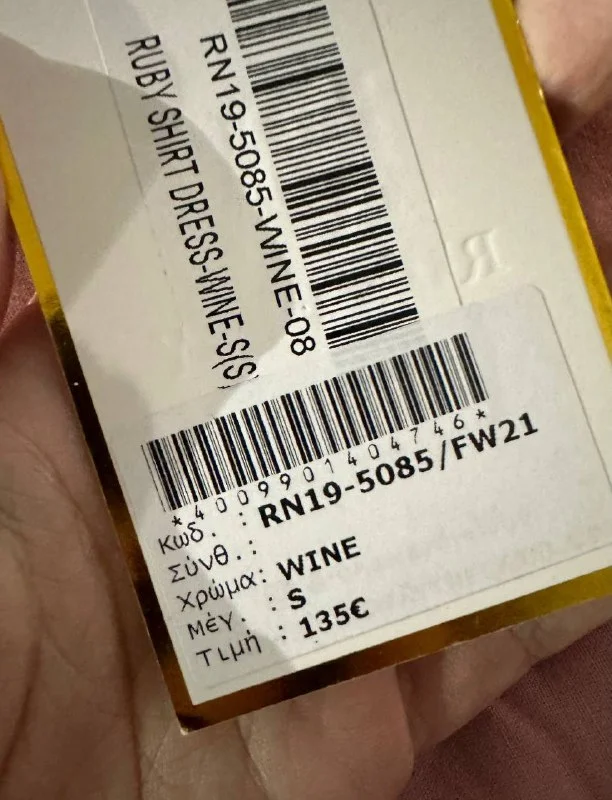 RN19-5085-WINE-08
RUBY SHIRT DRESS-WINE-S(S)
R
*4009901404746*
Κωδ. : RN19-5085/FW21
Σύνθ. :
Χρώμα: WINE
Μέγ. : S
Τιμή : 135€